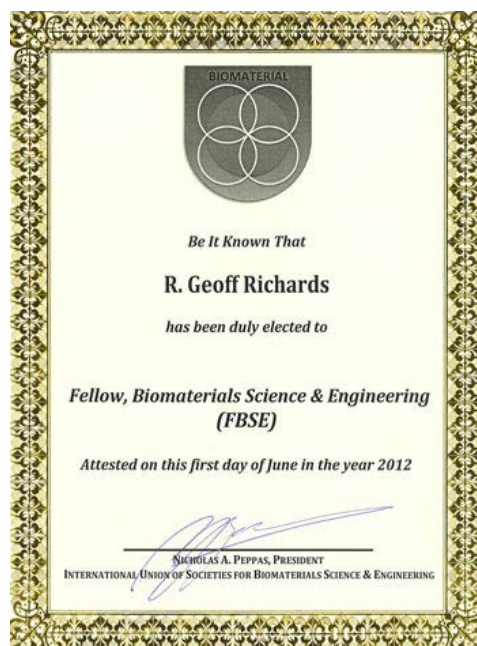 BIOMATERIAL
Be It Known That
R. Geoff Richards
has been duly elected to
Fellow, Biomaterials Science & Engineering
(FBSE)
Attested on this first day of June in the year 2012
NICHOLAS A. PEPPAS, PRESIDENT
INTERNATIONAL UNION OF SOCIETIES FOR BIOMATERIALS SCIENCE & ENGINEERING